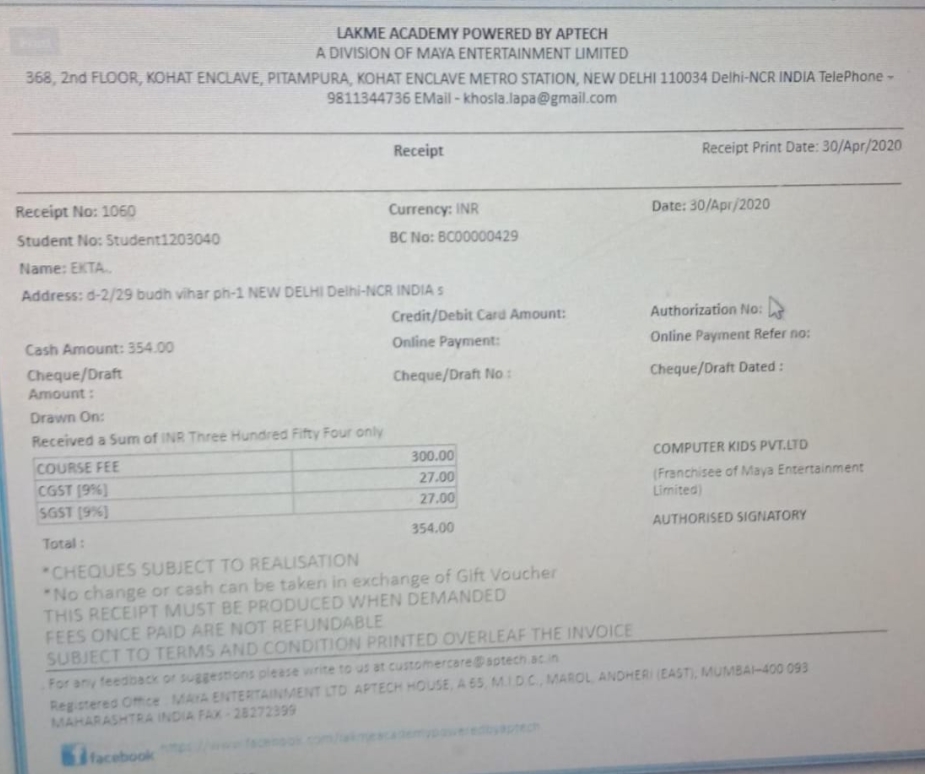 Print
LAKME ACADEMY POWERED BY APTECH
A DIVISION OF MAYA ENTERTAINMENT LIMITED
368, 2nd FLOOR, KOHAT ENCLAVE, PITAMPURA, KOHAT ENCLAVE METRO STATION, NEW DELHI 110034 Delhi-NCR INDIA TelePhone -
9811344736 EMail - khosla.lapa@gmail.com
Receipt
Receipt Print Date: 30/Apr/2020
Receipt No: 1060
Currency: INR
Date: 30/Apr/2020
Student No: Student1203040
BC No: BC00000429
Name: EKTA..
Address: d-2/29 budh vihar ph-1 NEW DELHI Delhi-NCR INDIA s
Credit/Debit Card Amount:
Authorization No:
Cash Amount: 354.00
Online Payment:
Online Payment Refer no:
Cheque/Draft
Amount :
Cheque/Draft No :
Cheque/Draft Dated :
Drawn On:
Received a Sum of INR Three Hundred Fifty Four only
COURSE FEE 300.00
CGST [9%] 27.00
SGST [9%] 27.00
Total : 354.00
COMPUTER KIDS PVT.LTD
(Franchisee of Maya Entertainment
Limited)
AUTHORISED SIGNATORY
*CHEQUES SUBJECT TO REALISATION
*No change or cash can be taken in exchange of Gift Voucher
THIS RECEIPT MUST BE PRODUCED WHEN DEMANDED
FEES ONCE PAID ARE NOT REFUNDABLE
SUBJECT TO TERMS AND CONDITION PRINTED OVERLEAF THE INVOICE
For any feedback or suggestions please write to us at customercare@aptech.ac.in
Registered Office : MAYA ENTERTAINMENT LTD. APTECH HOUSE, A 65, M.I.D.C., MAROL, ANDHERI (EAST), MUMBAI-400 093
MAHARASHTRA INDIA FAX - 28272399
facebook https://www.facebook.com/lakmeacademypoweredbyaptech